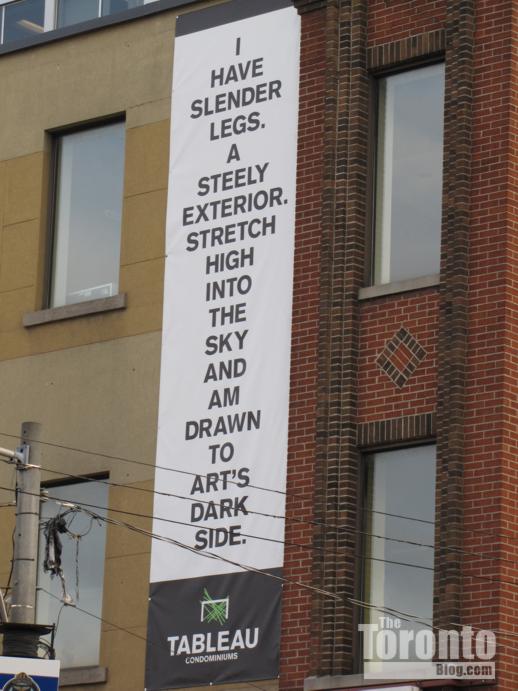 I
HAVE
SLENDER
LEGS.
A
STEELY
EXTERIOR.
STRETCH
HIGH
INTO
THE
SKY
AND
AM
DRAWN
TO
ART'S
DARK
SIDE.
TABLEAU
CONDOMINIUMS
The
Toronto
Blog.com